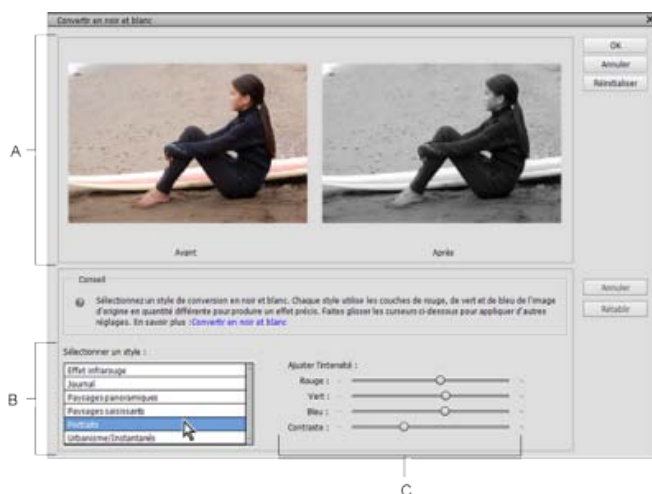 Convertir en noir et blanc
OK
Annuler
Réinitialiser
A
Avant
Après
Conseil
Sélectionnez un style de conversion en noir et blanc. Chaque style utilise les couches de rouge, de vert et de bleu de l'image
d'origine en quantité différente pour produire un effet précis. Faites glisser les curseurs ci-dessous pour appliquer d'autres
réglages. En savoir plus :Convertir en noir et blanc
Annuler
Rétablir
B
Sélectionner un style :
Effet infrarouge
Journal
Paysages panoramiques
Paysages saisissants
Portraits
Urbanisme/Instantanés
Ajuster l'intensité :
Rouge :
Vert :
Bleu :
Contraste :
C